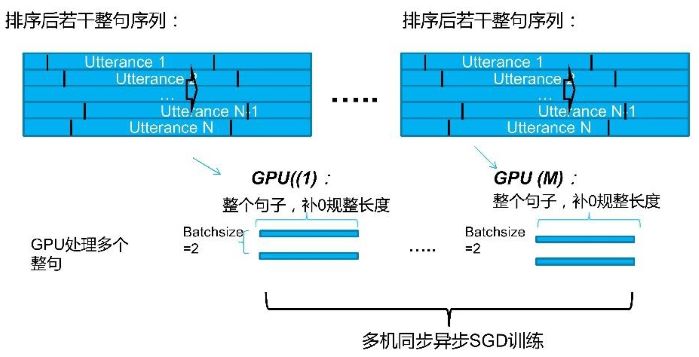 排序后若干整句序列：
排序后若干整句序列：
Utterance 1
Utterance 2
...
Utterance N-1
Utterance N
.....
Utterance 1
Utterance 2
...
Utterance N-1
Utterance N
GPU((1)：
整个句子，补0规整长度
GPU (M)：
整个句子，补0规整长度
GPU处理多个
整句
Batchsize
=2
.....
Batchsize
=2
多机同步异步SGD训练